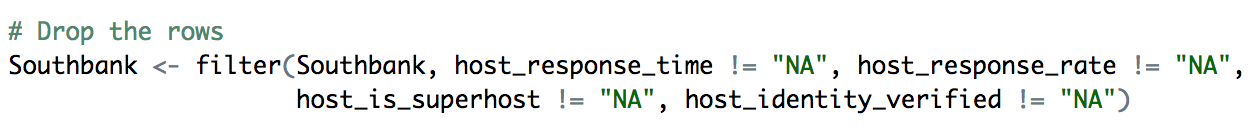 # Drop the rows
Southbank <- filter(Southbank, host_response_time != "NA", host_response_rate != "NA",
host_is_superhost != "NA", host_identity_verified != "NA")